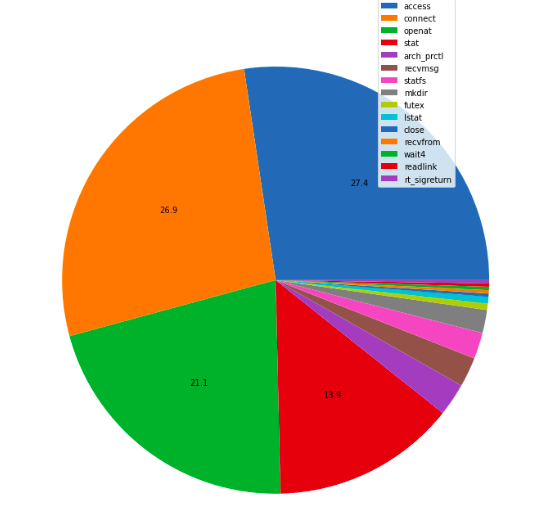 access
connect
openat
stat
arch_prctl
recvmsg
statfs
mkdir
futex
lstat
close
recvfrom
wait4
readlink
rt_sigreturn
27.4
26.9
21.1
13.9